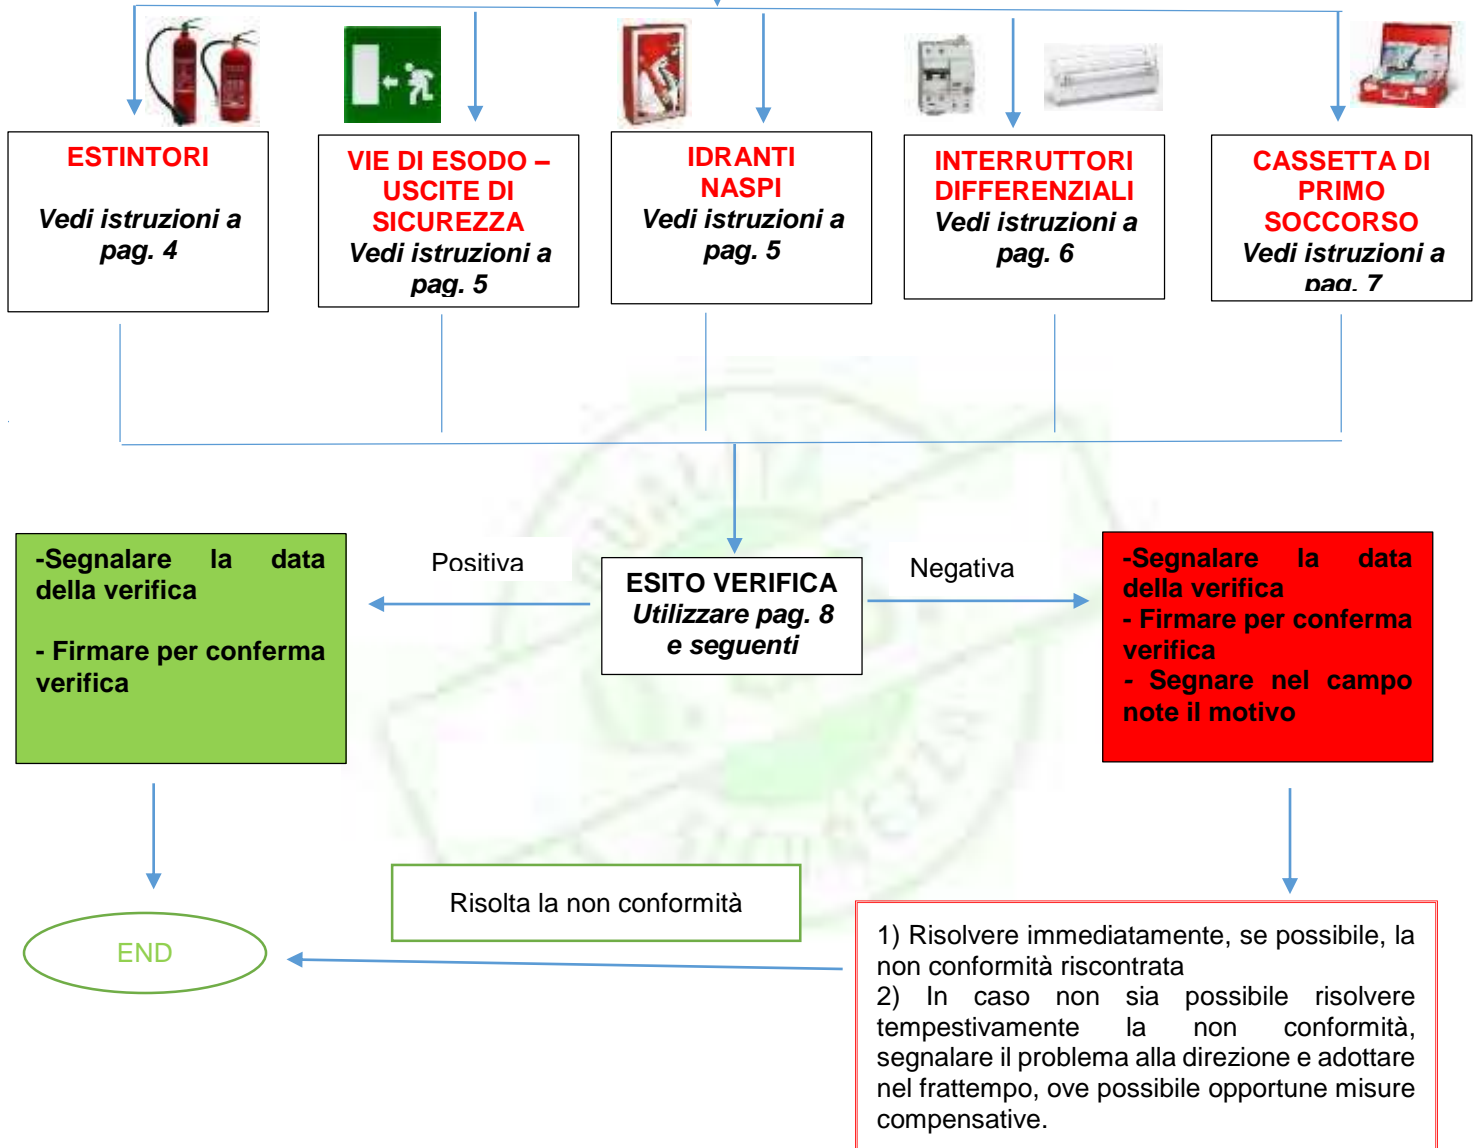 ESTINTORI
Vedi istruzioni a
pag. 4
VIE DI ESODO –
USCITE DI
SICUREZZA
Vedi istruzioni a
pag. 5
IDRANTI
NASPI
Vedi istruzioni a
pag. 5
INTERRUTTORI
DIFFERENZIALI
Vedi istruzioni a
pag. 6
CASSETTA DI
PRIMO
SOCCORSO
Vedi istruzioni a
pag. 7
-Segnalare la data
della verifica
- Firmare per conferma
verifica
Positiva
ESITO VERIFICA
Utilizzare pag. 8
e seguenti
Negativa
-Segnalare la data
della verifica
- Firmare per conferma
verifica
- Segnare nel campo
note il motivo
Risolta la non conformità
END
1) Risolvere immediatamente, se possibile, la
non conformità riscontrata
2) In caso non sia possibile risolvere
tempestivamente la non conformità,
segnalare il problema alla direzione e adottare
nel frattempo, ove possibile opportune misure
compensative.
QUALITA'
SICUREZZA